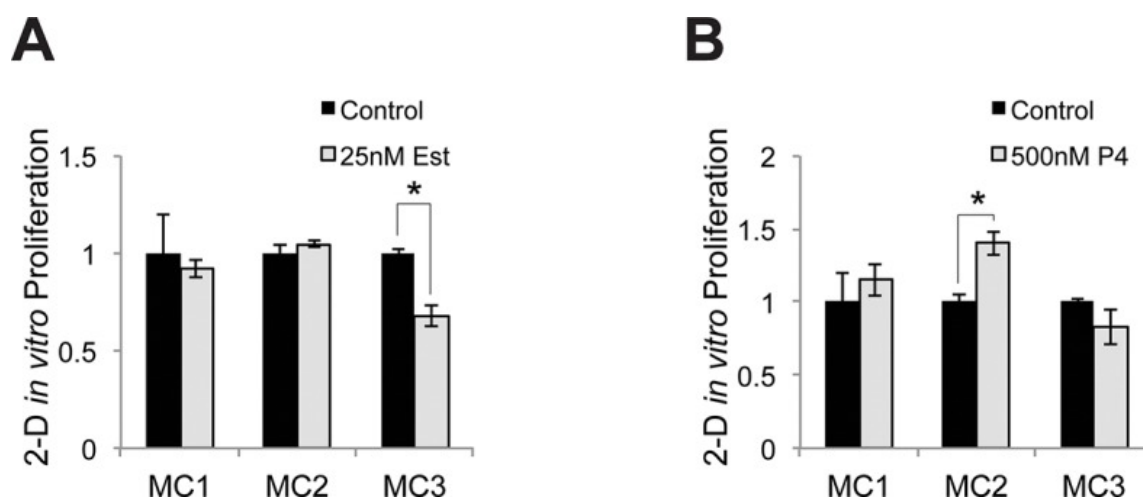 A
Control
25nM Est
2-D in vitro Proliferation
1.5
1
0.5
0
*
MC1 MC2 MC3
B
Control
500nM P4
2-D in vitro Proliferation
2
1.5
1
0.5
0
*
MC1 MC2 MC3